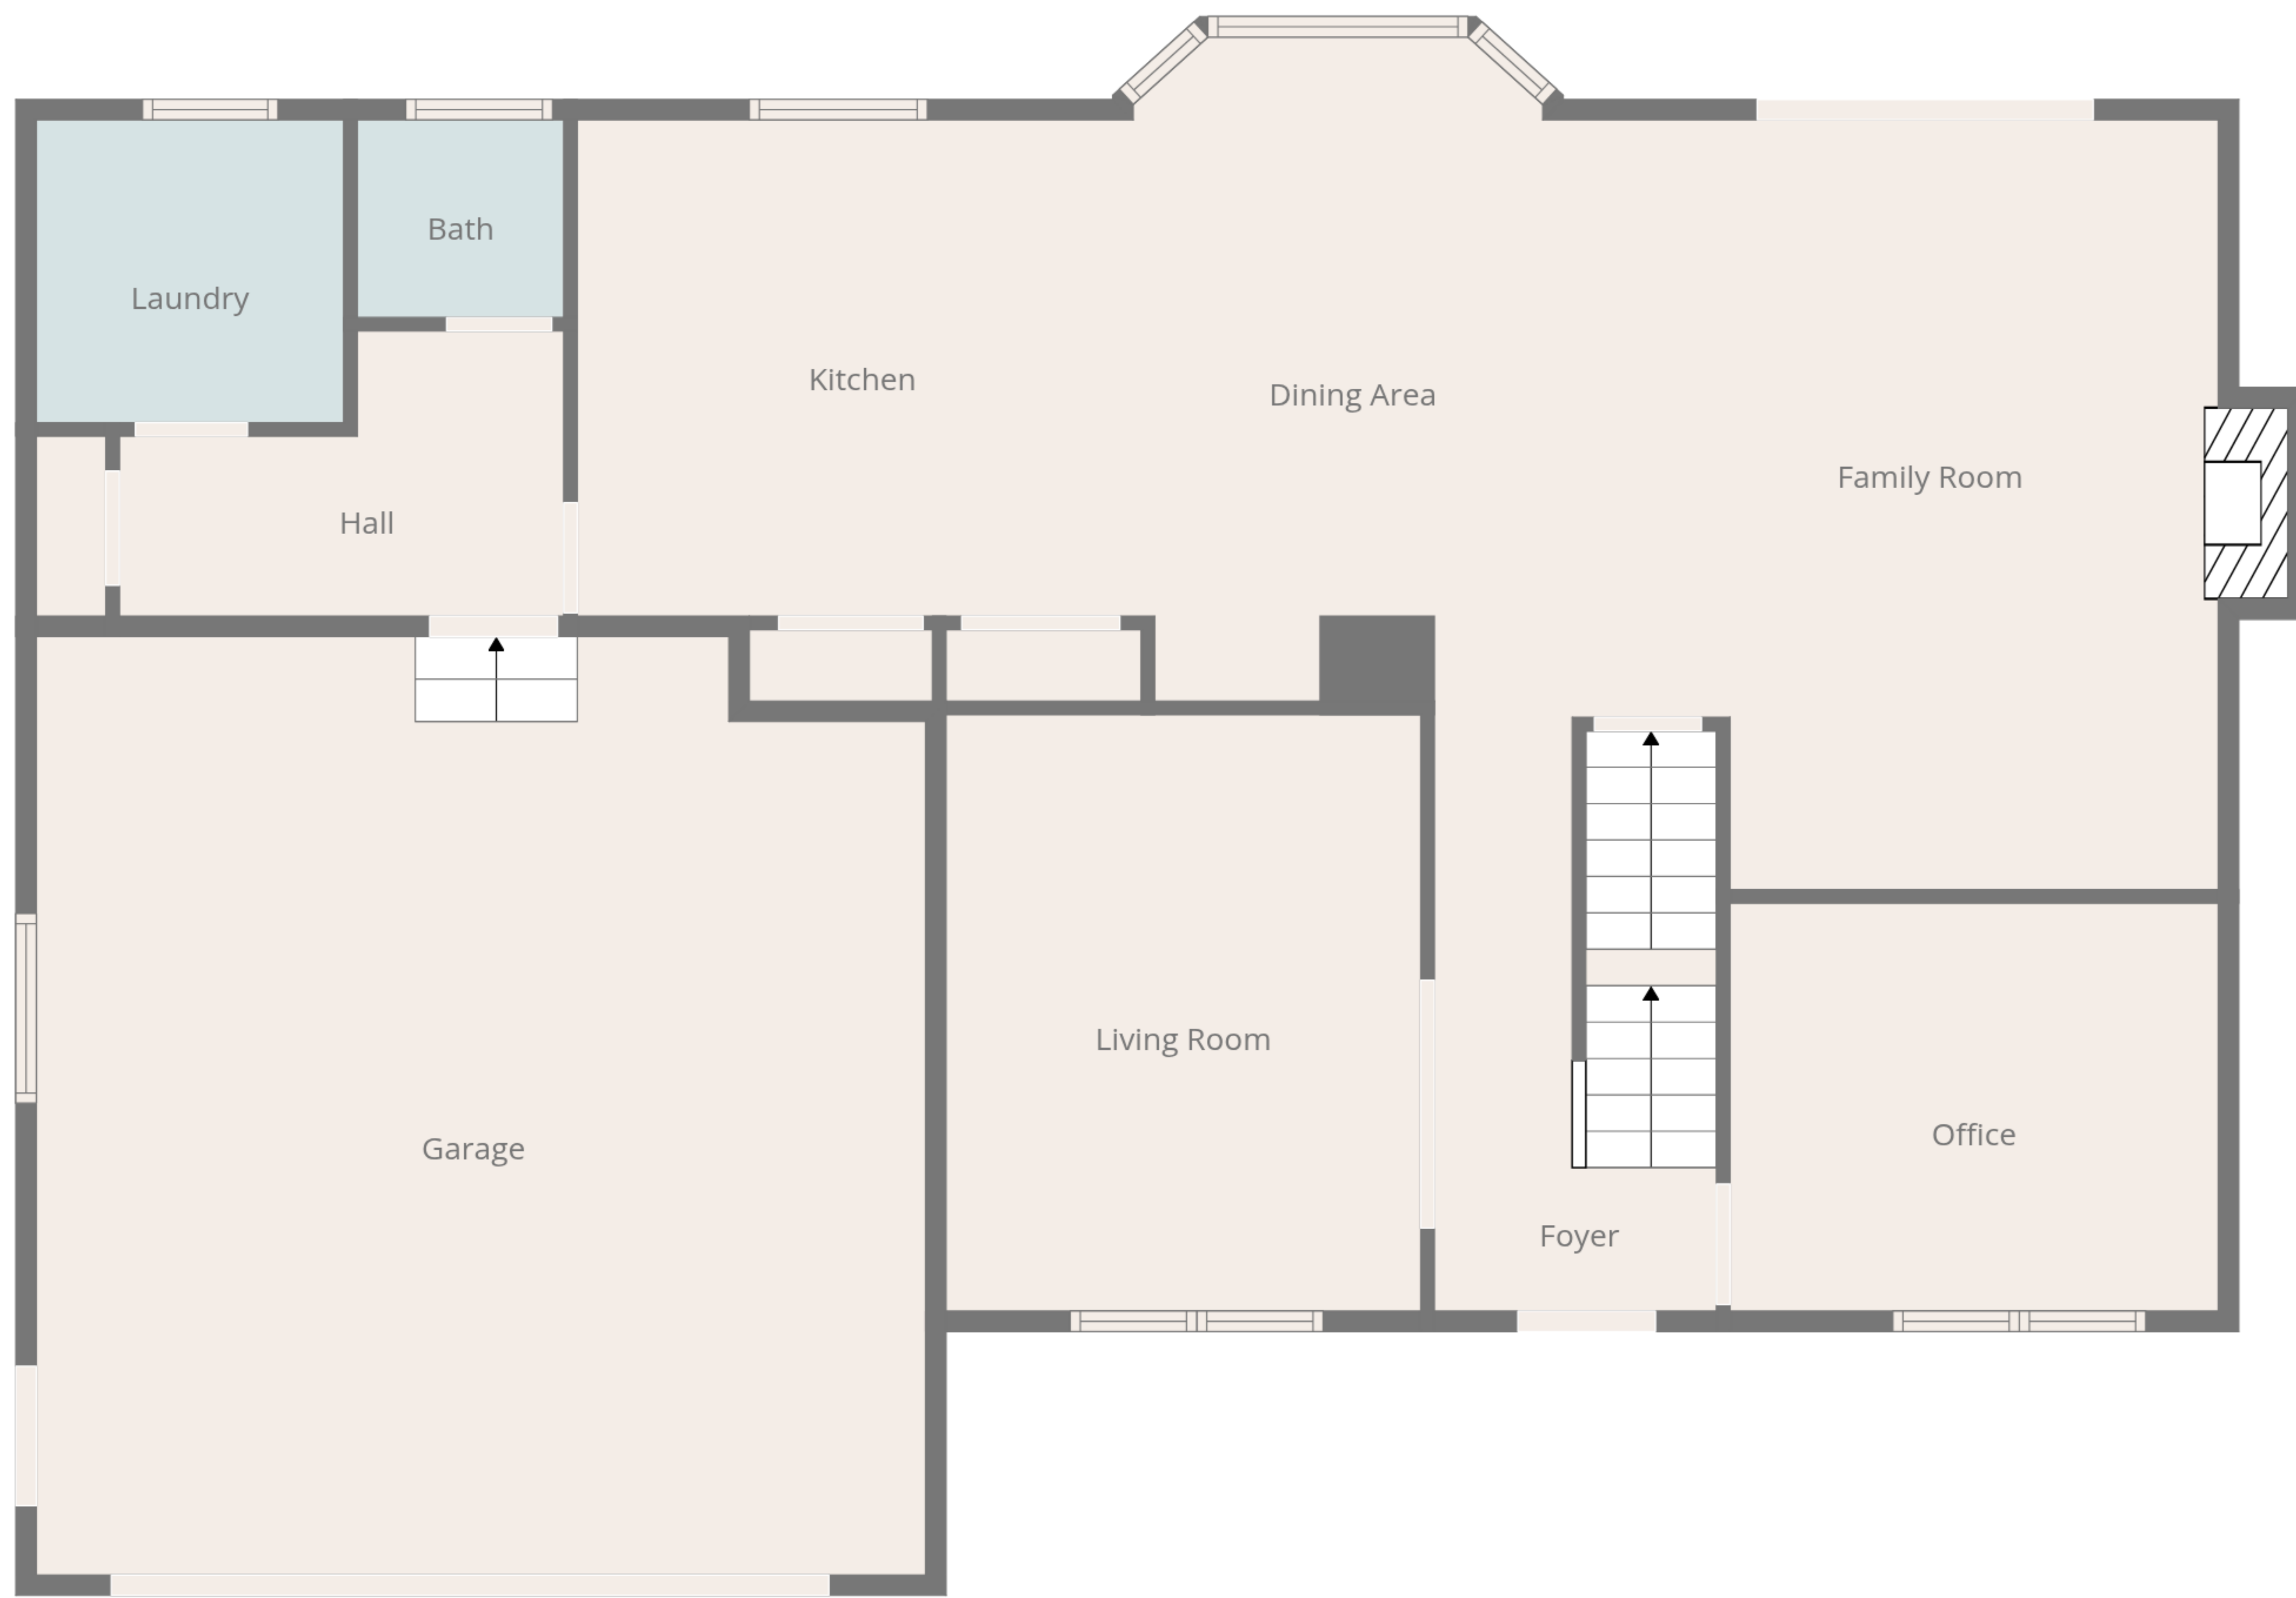 Bath
Laundry
Kitchen
Dining Area
Family Room
Hall
Living Room
Office
Garage
Foyer